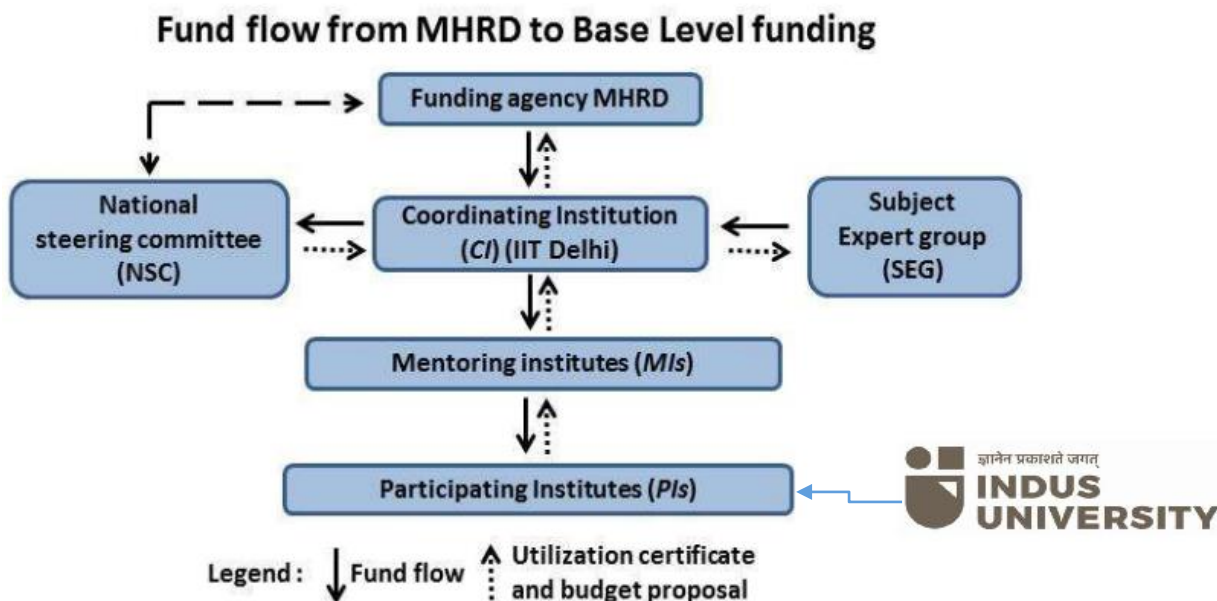 Fund flow from MHRD to Base Level funding
Funding agency MHRD
National
steering committee
(NSC)
Coordinating Institution
(CI) (IIT Delhi)
Subject
Expert group
(SEG)
Mentoring institutes (MIs)
Participating Institutes (PIs)
ज्ञानेन प्रकाशते जगत्
INDUS
UNIVERSITY
Legend : Fund flow
Utilization certificate
and budget proposal